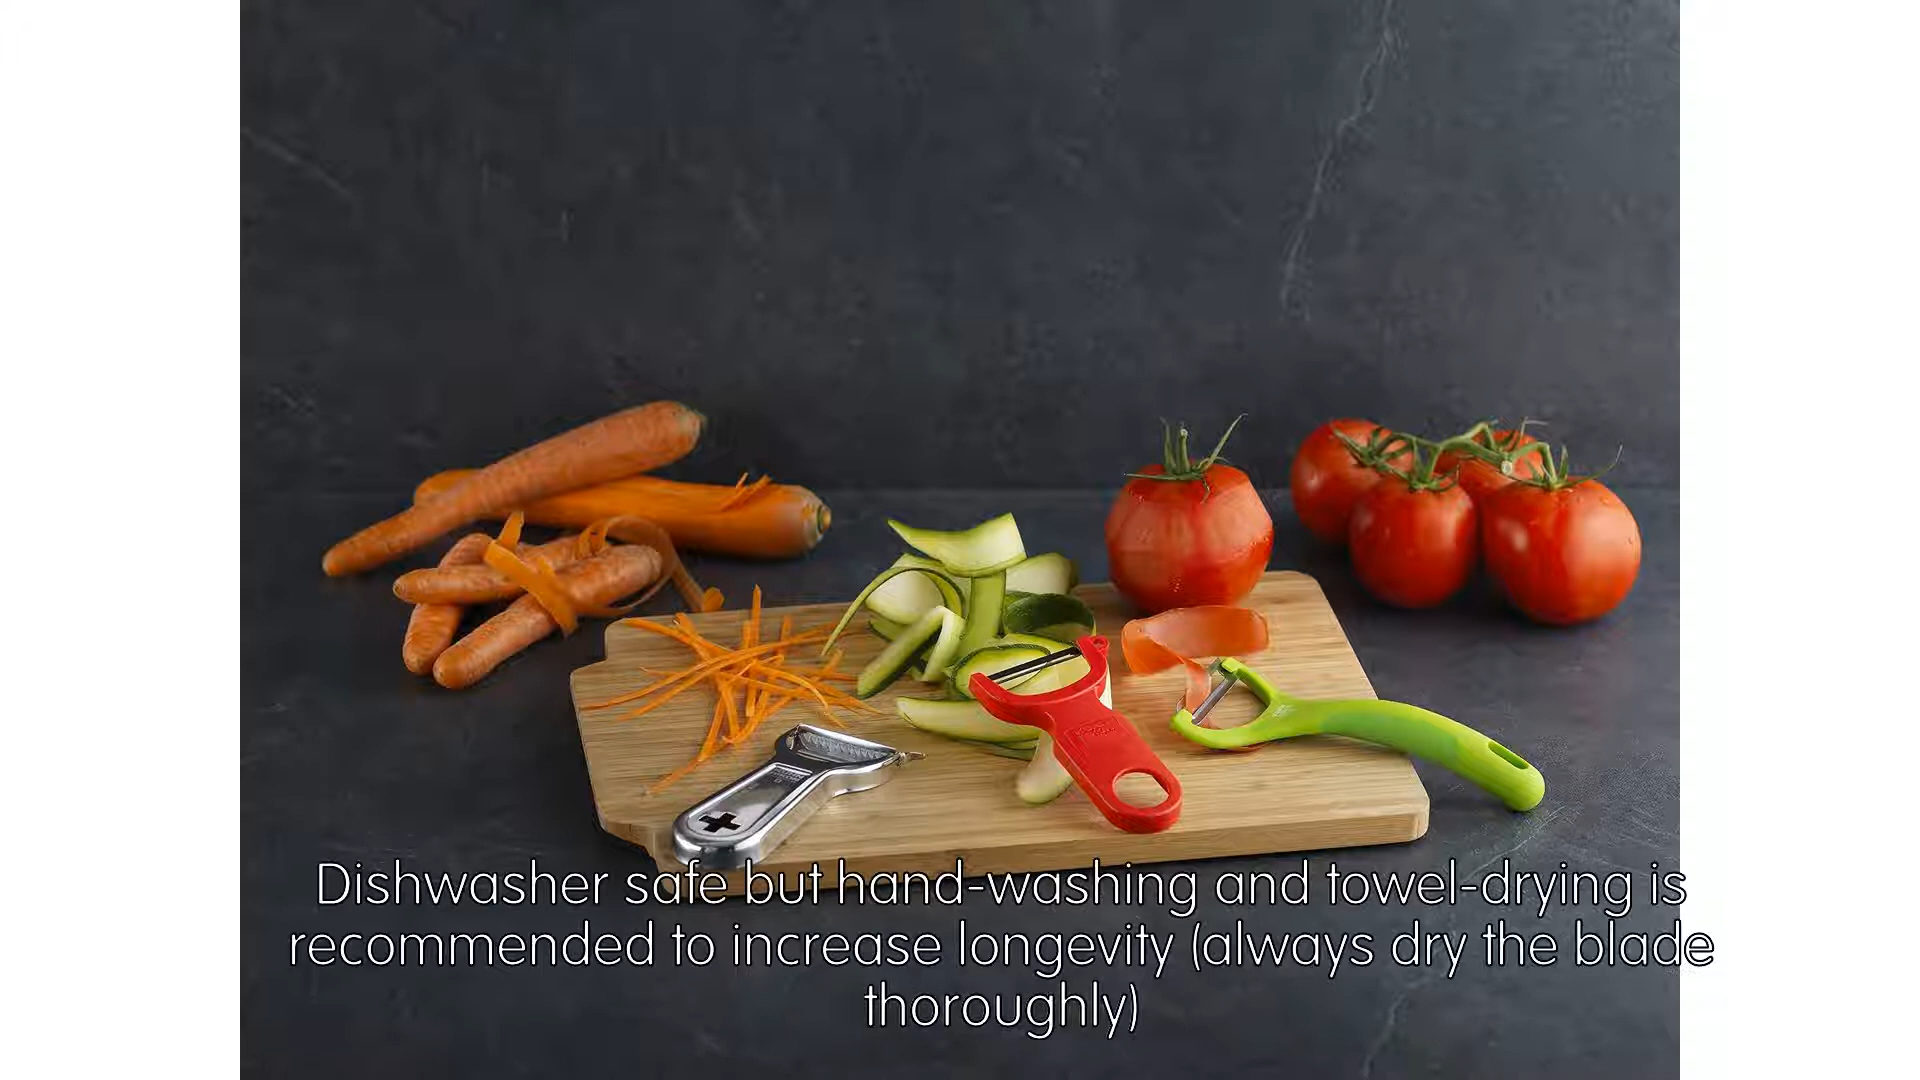 Dishwasher safe but hand-washing and towel-drying is
recommended to increase longevity (always dry the blade
thoroughly)